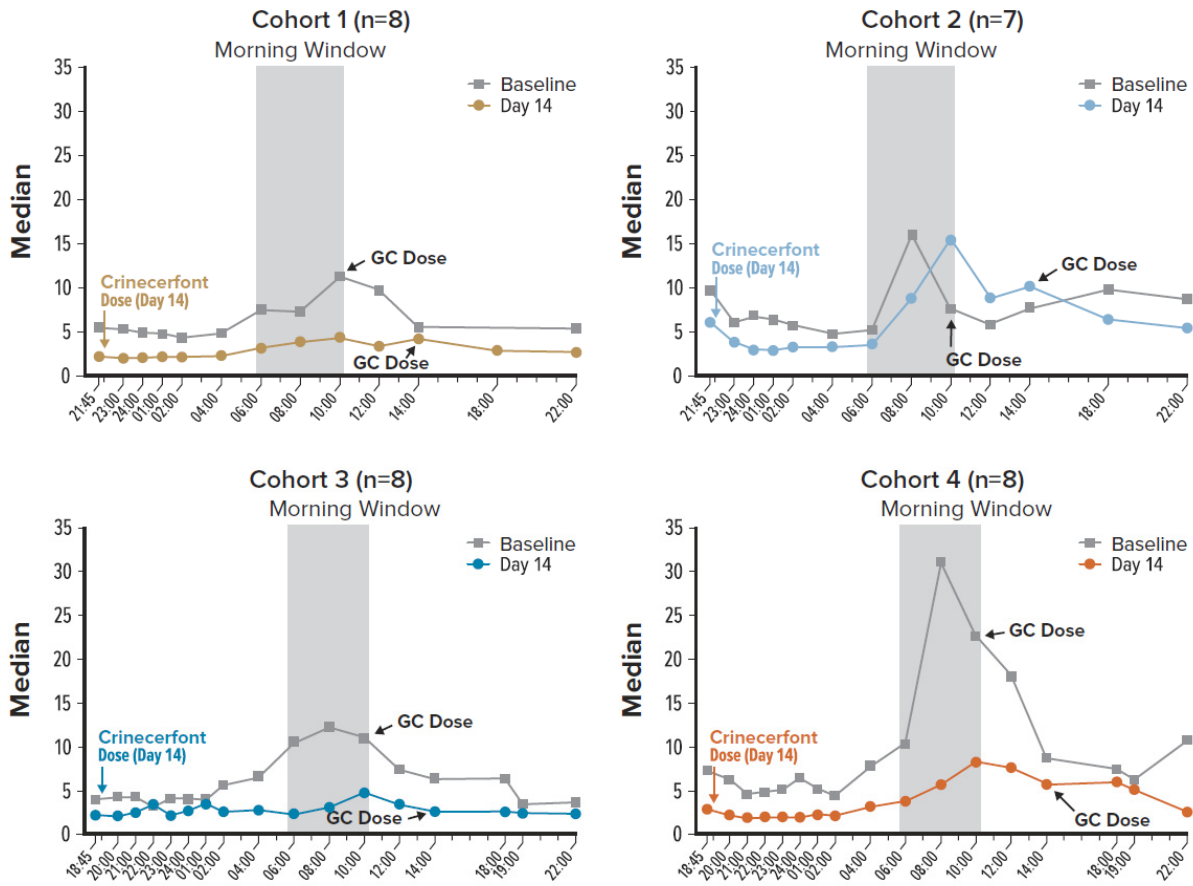 Cohort 1 (n=8)
Morning Window
35
30
25
20
15
10
5
0
Median
Baseline
Day 14
Crinecerfont
Dose (Day 14)
GC Dose
GC Dose
21:45
23:00
24:00
01:00
02:00
04:00
06:00
08:00
10:00
12:00
14:00
18:00
22:00
Cohort 2 (n=7)
Morning Window
35
30
25
20
15
10
5
0
Median
Baseline
Day 14
Crinecerfont
Dose (Day 14)
GC Dose
GC Dose
21:45
23:00
24:00
01:00
02:00
04:00
06:00
08:00
10:00
12:00
14:00
18:00
22:00
Cohort 3 (n=8)
Morning Window
35
30
25
20
15
10
5
0
Median
Baseline
Day 14
Crinecerfont
Dose (Day 14)
GC Dose
GC Dose
18:45
20:00
21:00
22:00
23:00
24:00
01:00
02:00
04:00
06:00
08:00
10:00
12:00
14:00
18:00
19:00
22:00
Cohort 4 (n=8)
Morning Window
35
30
25
20
15
10
5
0
Median
Baseline
Day 14
Crinecerfont
Dose (Day 14)
GC Dose
GC Dose
18:45
20:00
21:00
22:00
23:00
24:00
01:00
02:00
04:00
06:00
08:00
10:00
12:00
14:00
18:00
19:00
22:00